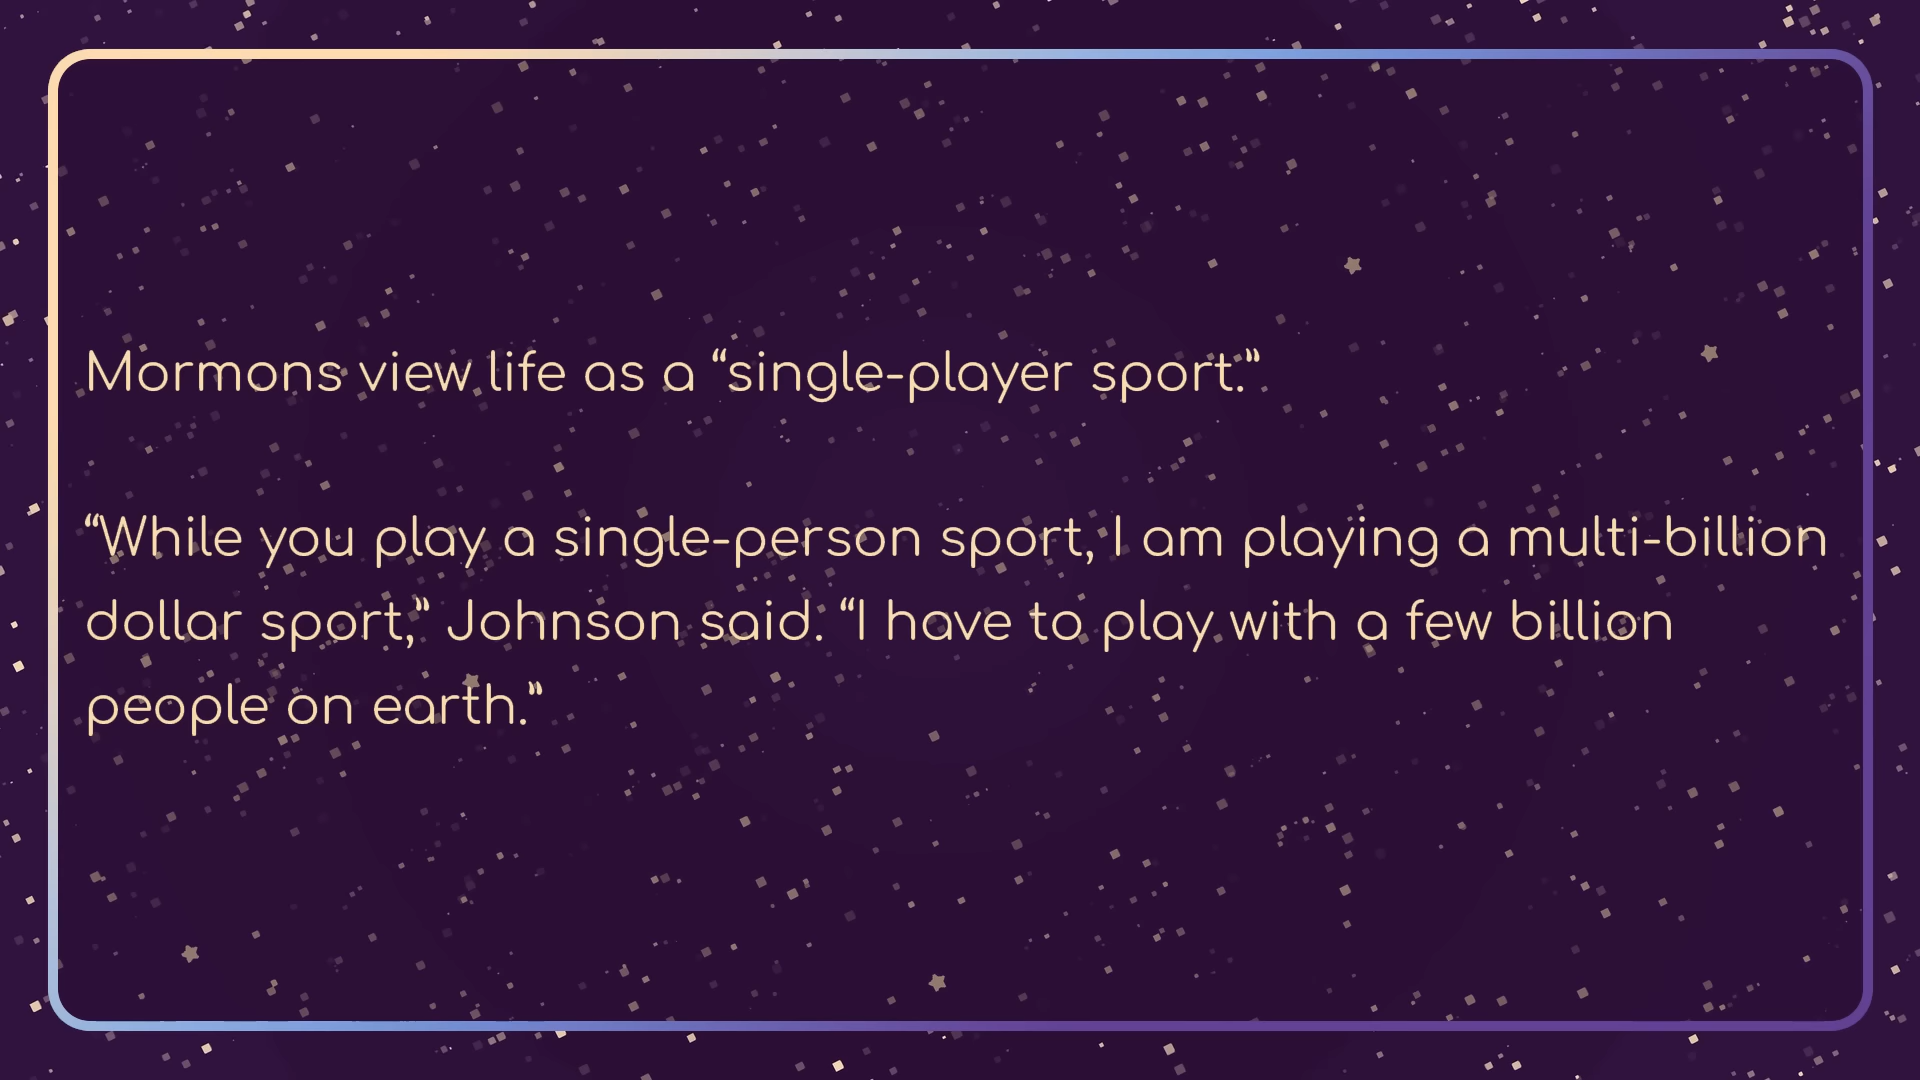 Mormons view life as a “single-player sport.”
“While you play a single-person sport, I am playing a multi-billion
dollar sport,” Johnson said. “I have to play with a few billion
people on earth.”